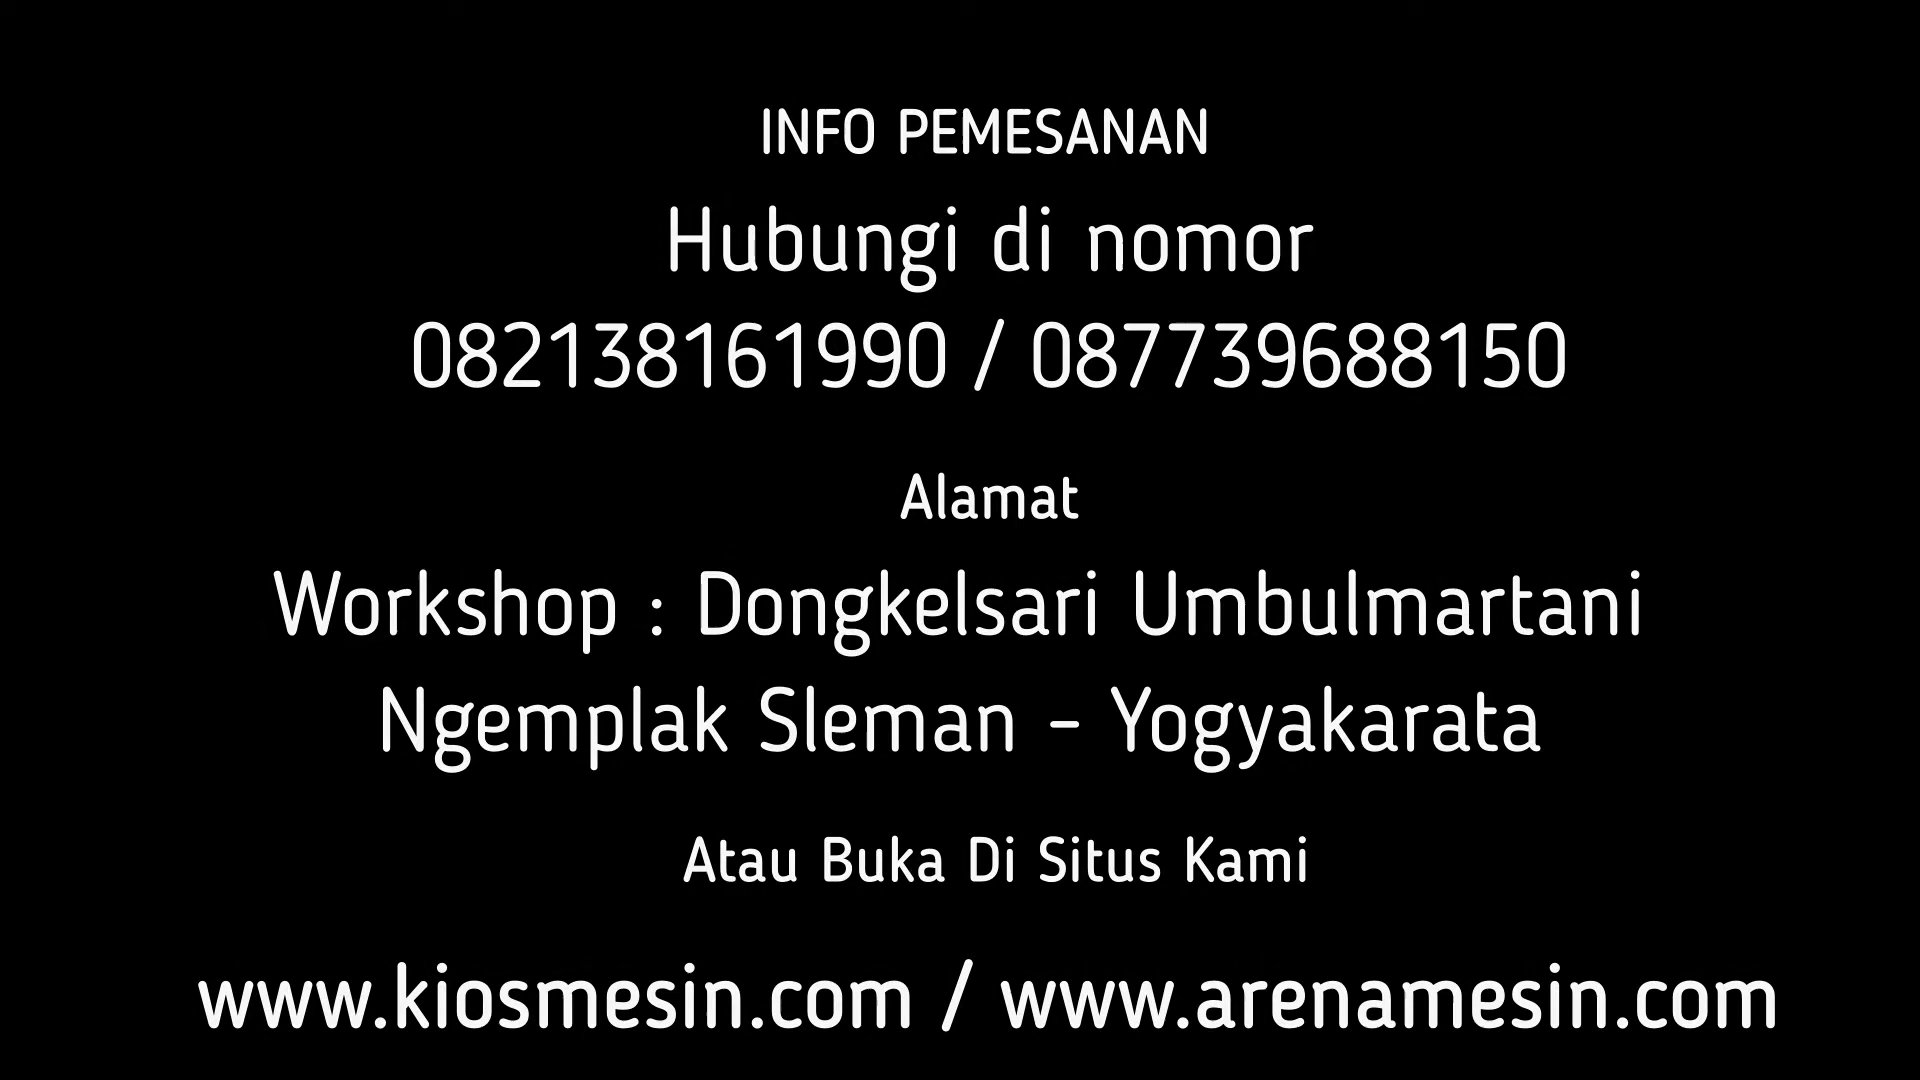 INFO PEMESANAN
Hubungi di nomor
082138161990 / 087739688150
Alamat
Workshop : Dongkelsari Umbulmartani
Ngemplak Sleman - Yogyakarata
Atau Buka Di Situs Kami
www.kiosmesin.com / www.arenamesin.com